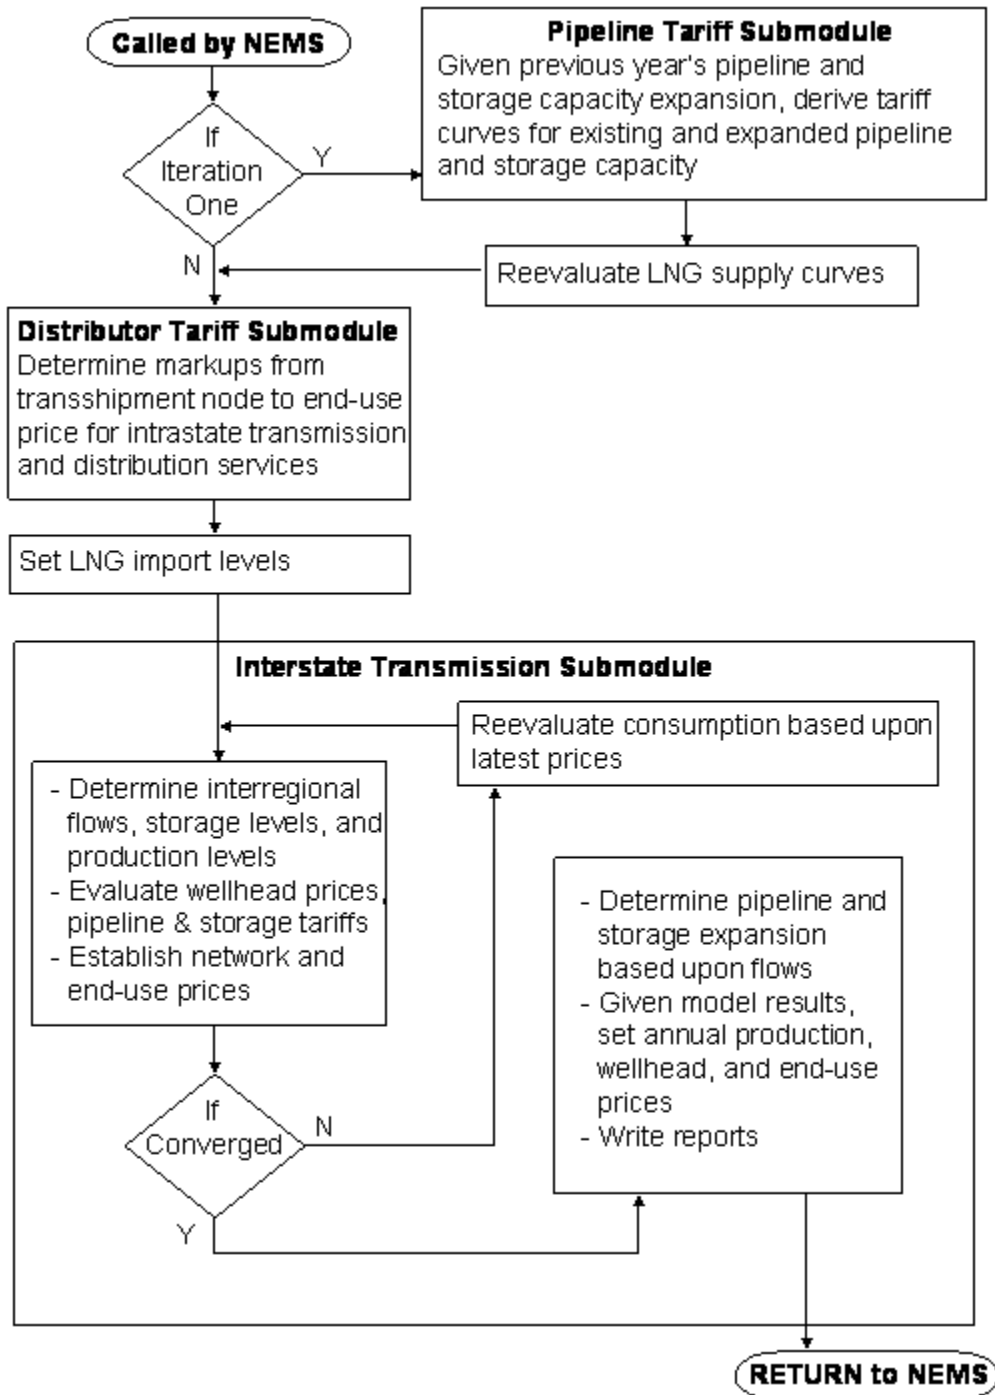 Called by NEMS
Pipeline Tariff Submodule
Given previous year's pipeline and
storage capacity expansion, derive tariff
curves for existing and expanded pipeline
and storage capacity
If
Iteration
One
Y
N
Reevaluate LNG supply curves
Distributor Tariff Submodule
Determine markups from
transshipment node to end-use
price for intrastate transmission
and distribution services
Set LNG import levels
Interstate Transmission Submodule
Reevaluate consumption based upon
latest prices
- Determine interregional
flows, storage levels, and
production levels
- Evaluate wellhead prices,
pipeline & storage tariffs
- Establish network and
end-use prices
If
Converged
N
Y
- Determine pipeline and
storage expansion
based upon flows
- Given model results,
set annual production,
wellhead, and end-use
prices
- Write reports
RETURN to NEMS